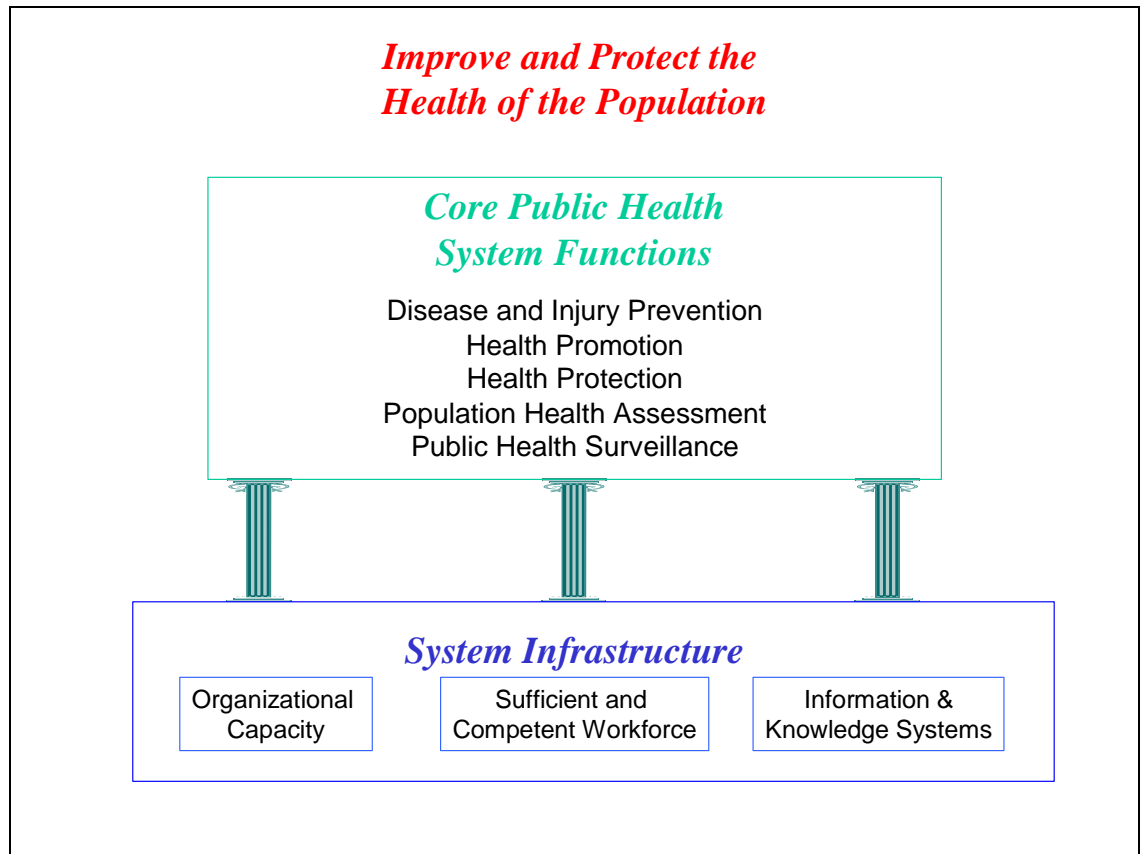 Improve and Protect the
Health of the Population
Core Public Health
System Functions
Disease and Injury Prevention
Health Promotion
Health Protection
Population Health Assessment
Public Health Surveillance
System Infrastructure
Organizational
Capacity
Sufficient and
Competent Workforce
Information &
Knowledge Systems